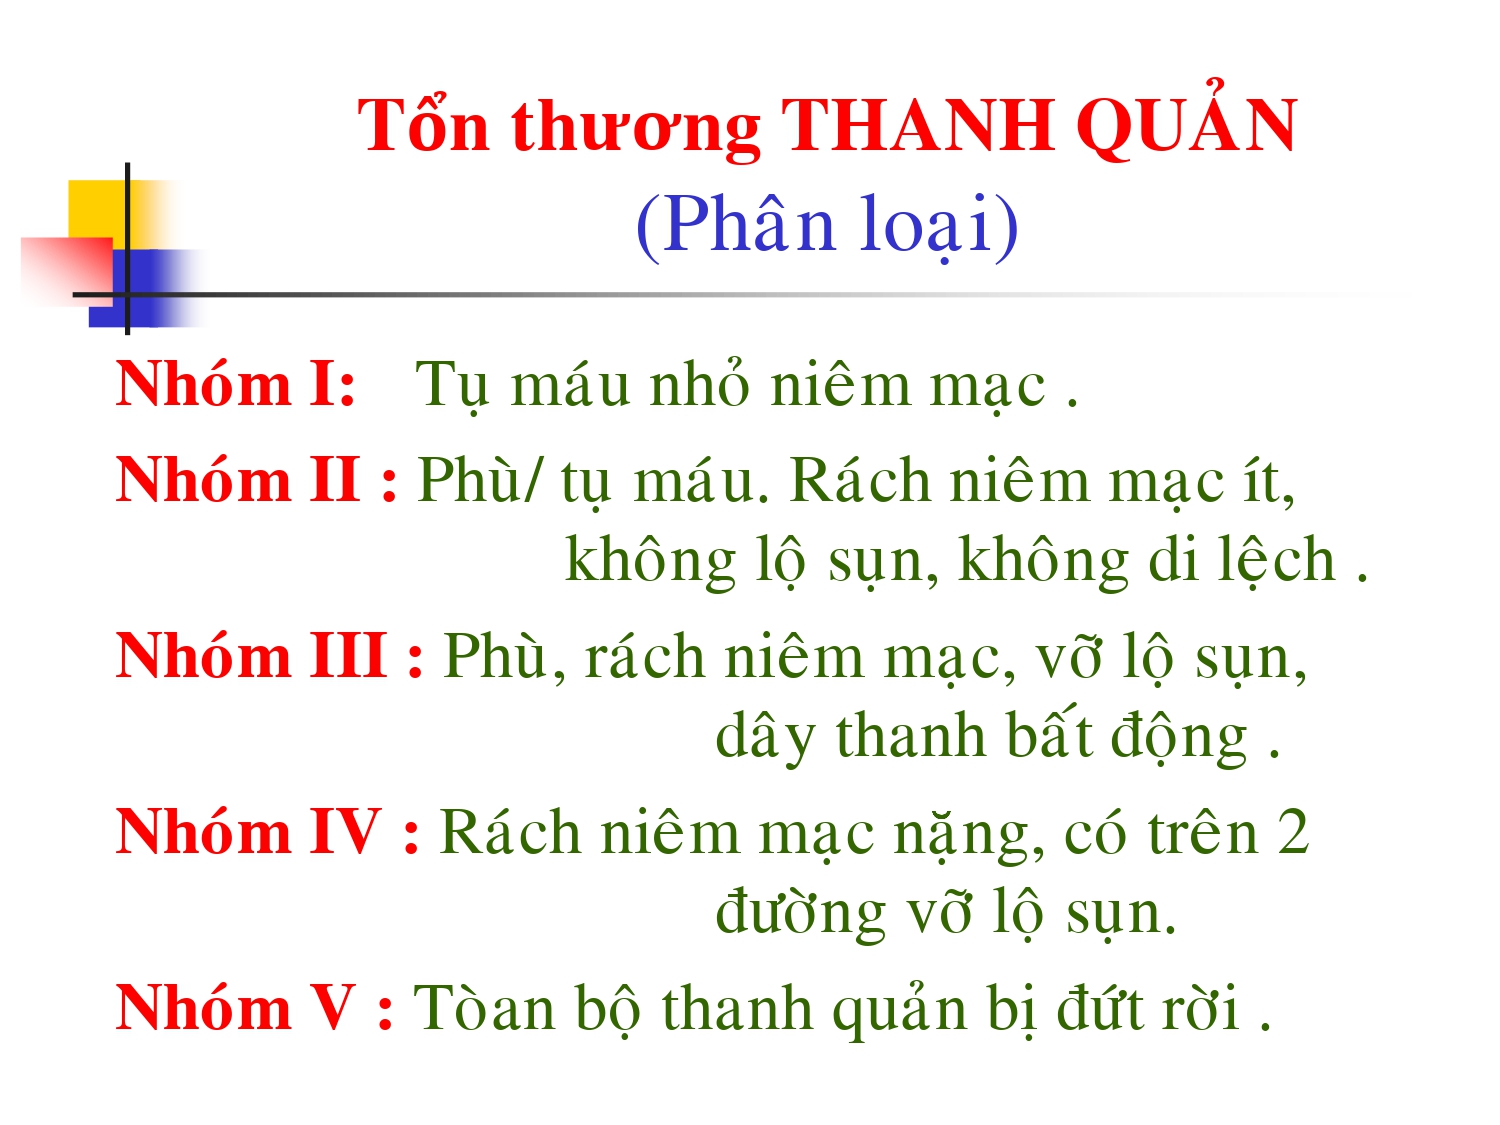 Tổn thương THANH QUẢN
(Phân loại)
Nhóm I: Tụ máu nhỏ niêm mạc .
Nhóm II : Phù/ tụ máu. Rách niêm mạc ít,
không lộ sụn, không di lệch .
Nhóm III : Phù, rách niêm mạc, vỡ lộ sụn,
dây thanh bất động .
Nhóm IV : Rách niêm mạc nặng, có trên 2
đường vỡ lộ sụn.
Nhóm V : Tòan bộ thanh quản bị đứt rời .